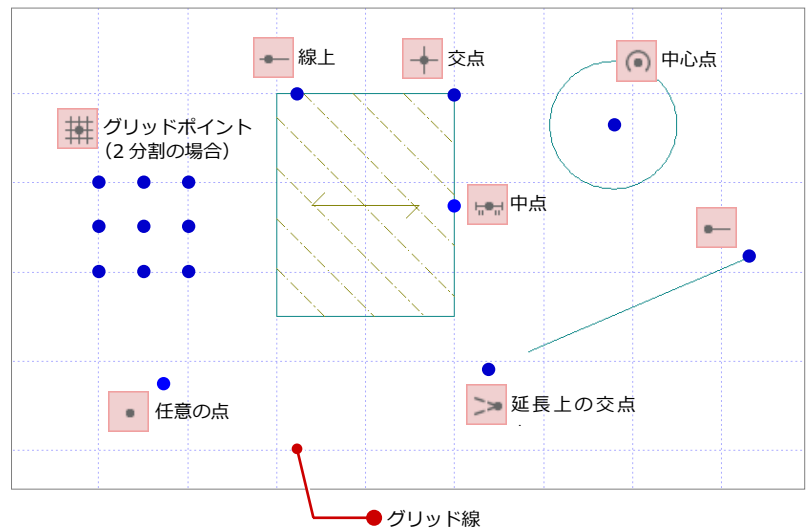 線上
交点
中心点
グリッドポイント
（2 分割の場合）
中点
任意の点
延長上の交点
グリッド線